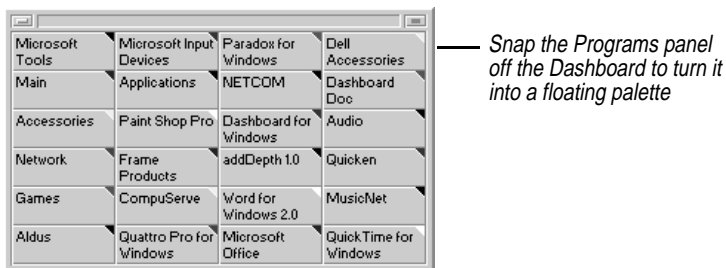 Microsoft Tools
Microsoft Input Devices
Paradox for Windows
Dell Accessories
Main
Applications
NETCOM
Dashboard Doc
Accessories
Paint Shop Pro
Dashboard for Windows
Audio
Network
Frame Products
addDepth 1.0
Quicken
Games
CompuServe
Word for Windows 2.0
MusicNet
Aldus
Quattro Pro for Windows
Microsoft Office
QuickTime for Windows
Snap the Programs panel
off the Dashboard to turn it
into a floating palette